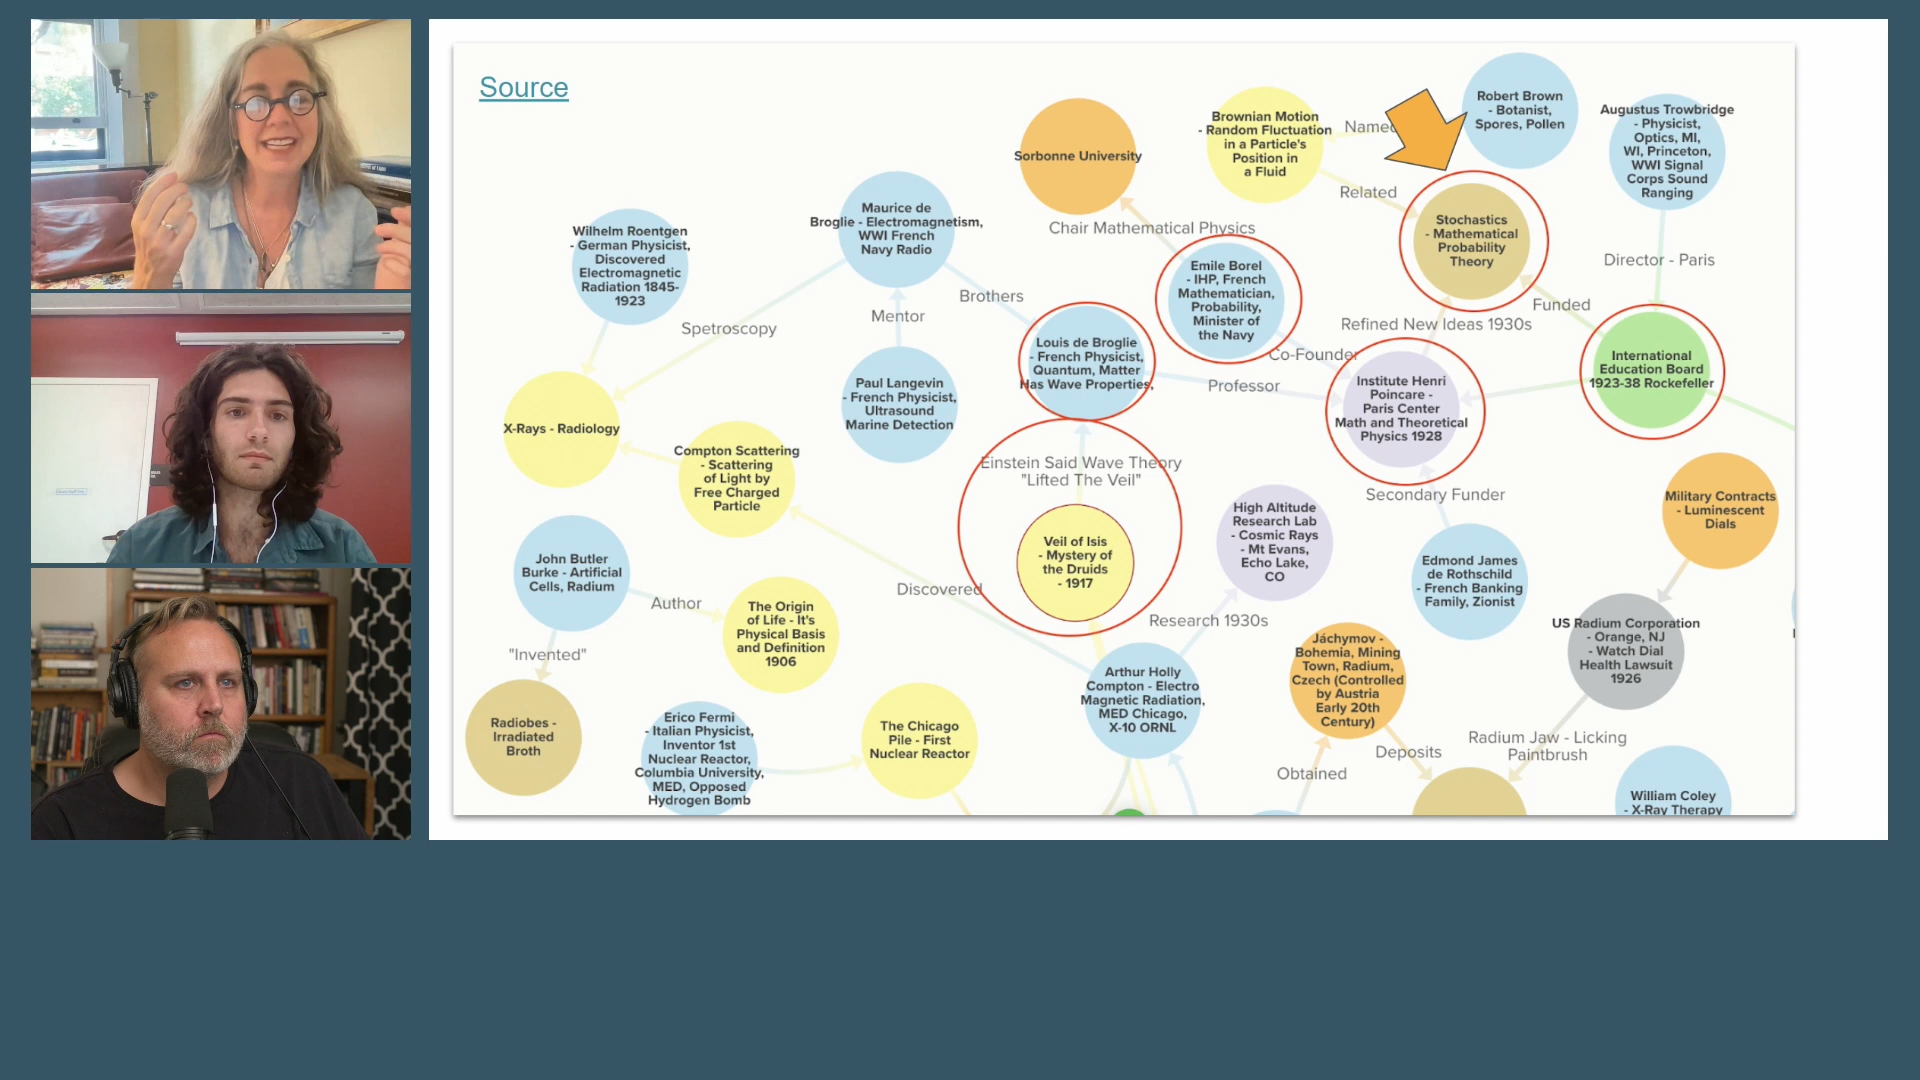 Source
Robert Brown
- Botanist,
Spores, Pollen
Augustus Trowbridge
- Physicist,
Optics, MI,
WI, Princeton,
WWI Signal
Corps Sound
Ranging
Brownian Motion
- Random Fluctuation
in a Particle's
Position in
a Fluid
Named
Sorbonne University
Related
Chair Mathematical Physics
Stochastics
- Mathematical
Probability
Theory
Director - Paris
Maurice de
Broglie - Electromagnetism,
WWI French
Navy Radio
Wilhelm Roentgen
- German Physicist,
Discovered
Electromagnetic
Radiation 1845-
1923
Emile Borel
- IHP, French
Mathematician,
Probability,
Minister of
the Navy
Brothers
Mentor
Spetroscopy
Funded
Refined New Ideas 1930s
Co-Founder
Louis de Broglie
- French Physicist,
Quantum, Matter
Has Wave Properties,
Professor
Institute Henri
Poincare -
Paris Center
Math and Theoretical
Physics 1928
International
Education Board
1923-38 Rockefeller
Paul Langevin
- French Physicist,
Ultrasound
Marine Detection
X-Rays - Radiology
Compton Scattering
- Scattering
of Light by
Free Charged
Particle
Einstein Said Wave Theory
"Lifted The Veil"
Secondary Funder
Military Contracts
- Luminescent
Dials
High Altitude
Research Lab
- Cosmic Rays
- Mt Evans,
Echo Lake,
CO
Veil of Isis
- Mystery of
the Druids
- 1917
Edmond James
de Rothschild
- French Banking
Family, Zionist
John Butler
Burke - Artificial
Cells, Radium
Author
Discovered
The Origin
of Life - It's
Physical Basis
and Definition
1906
Research 1930s
US Radium Corporation
- Orange, NJ
- Watch Dial
Health Lawsuit
1926
"Invented"
Jáchymov -
Bohemia, Mining
Town, Radium,
Czech (Controlled
by Austria
Early 20th
Century)
Arthur Holly
Compton - Electro
Magnetic Radiation,
MED Chicago,
X-10 ORNL
Radiobes -
Irradiated
Broth
Erico Fermi
- Italian Physicist,
Inventor 1st
Nuclear Reactor,
Columbia University,
MED, Opposed
Hydrogen Bomb
The Chicago
Pile - First
Nuclear Reactor
Obtained
Deposits
Radium Jaw - Licking
Paintbrush
William Coley
- X-Ray Therapy